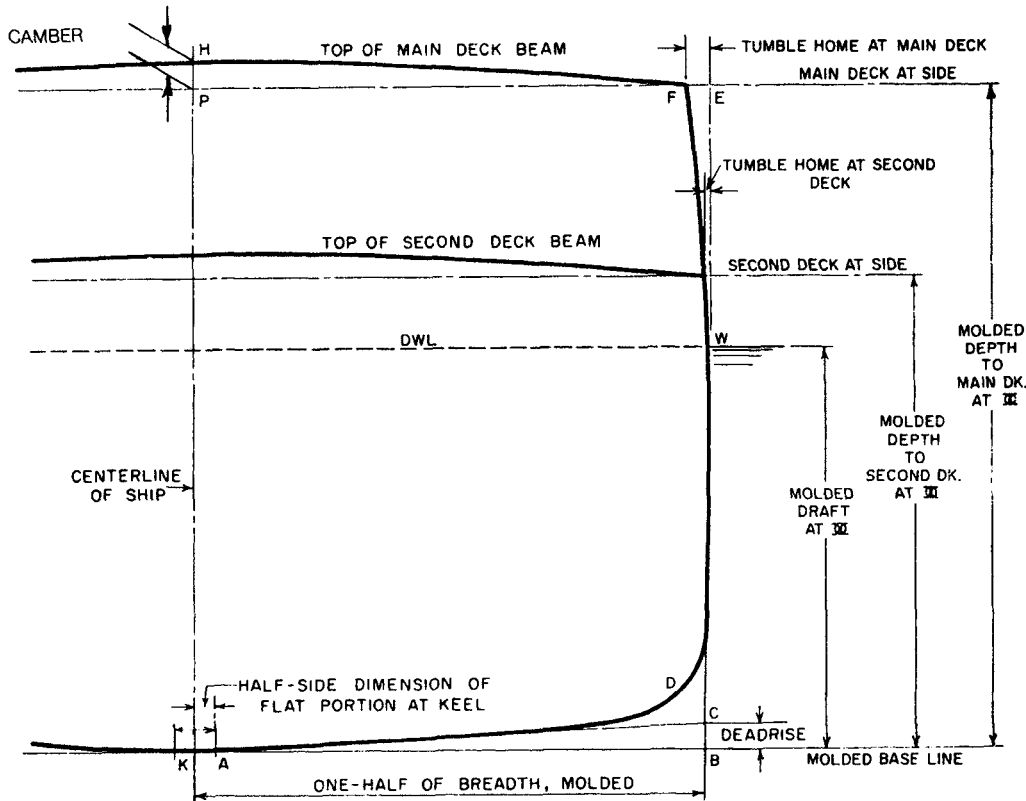 CAMBER
H
TOP OF MAIN DECK BEAM
TUMBLE HOME AT MAIN DECK
MAIN DECK AT SIDE
P
F
E
TUMBLE HOME AT SECOND
DECK
TOP OF SECOND DECK BEAM
SECOND DECK AT SIDE
DWL
W
MOLDED
DEPTH
TO
MAIN DK.
AT
MOLDED
DEPTH
TO
SECOND DK.
AT
CENTERLINE
OF SHIP
MOLDED
DRAFT
AT
HALF-SIDE DIMENSION OF
FLAT PORTION AT KEEL
D
C
DEADRISE
K
A
B
MOLDED BASE LINE
ONE-HALF OF BREADTH, MOLDED